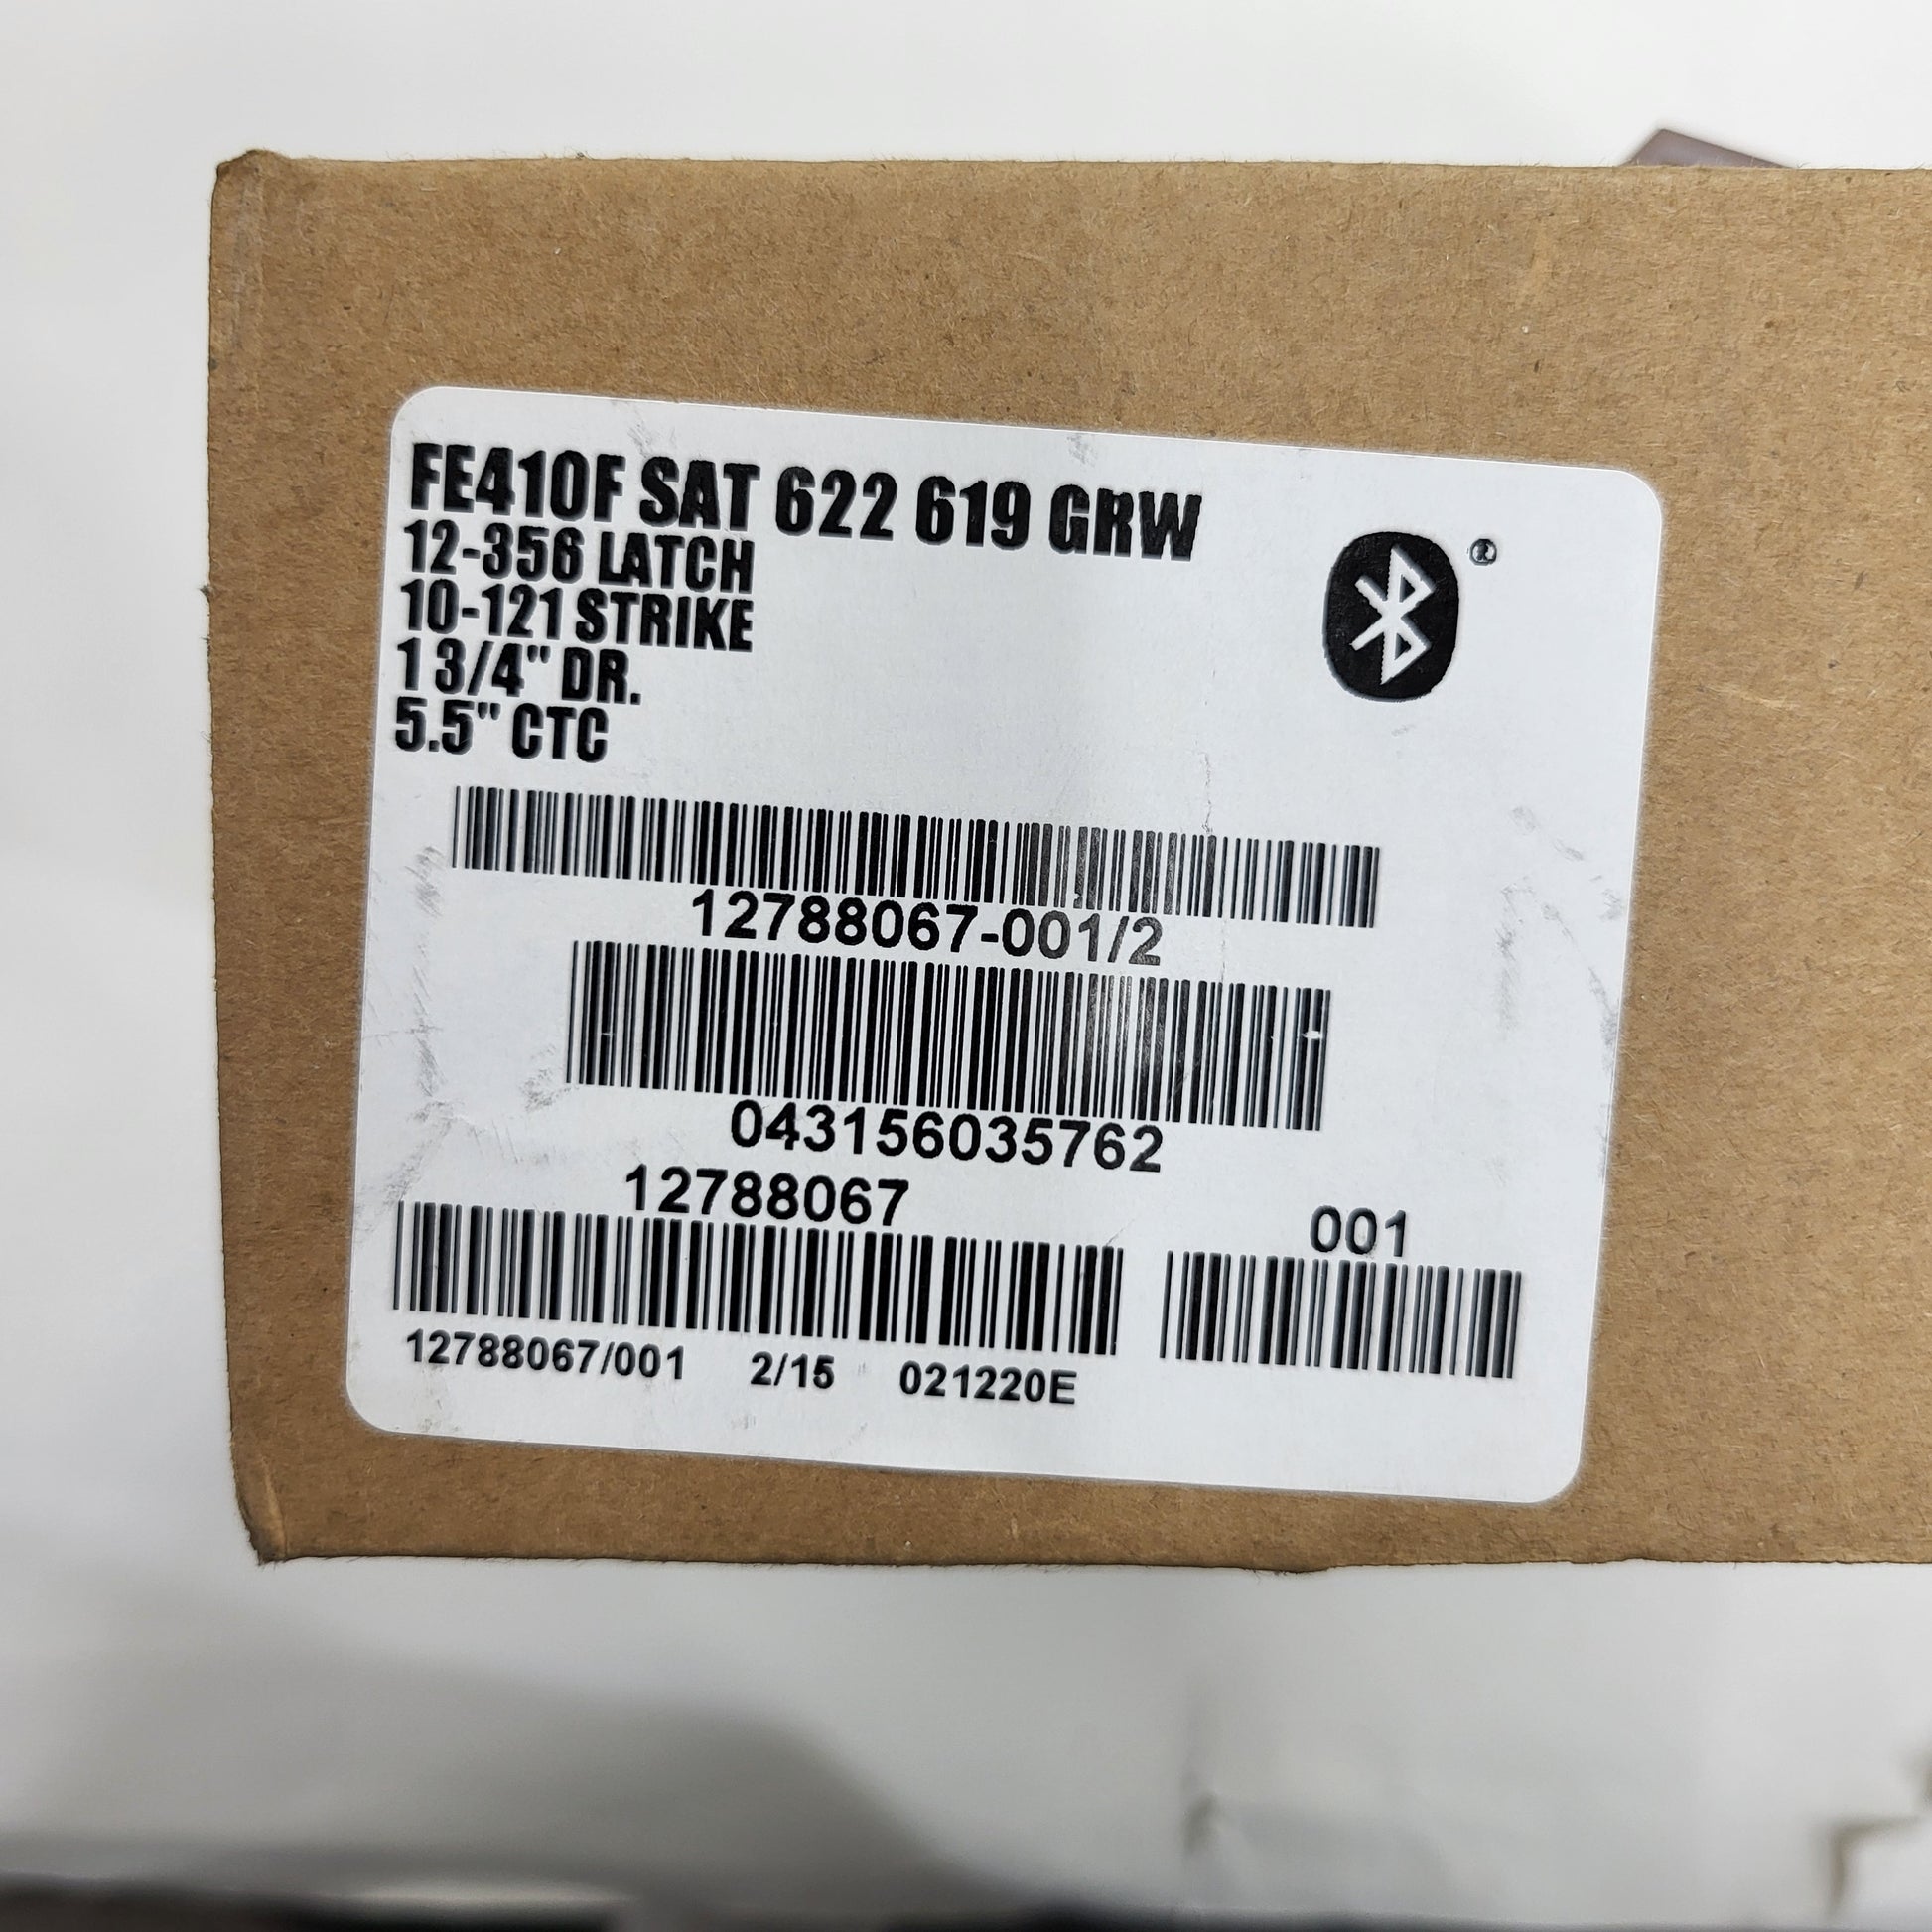 FE410F SAT 622 619 GRW
12-356 LATCH
10-121 STRIKE
1 3/4" DR.
5.5" CTC
®
12788067-001/2
043156035762
12788067 001
12788067/001 2/15 021220E